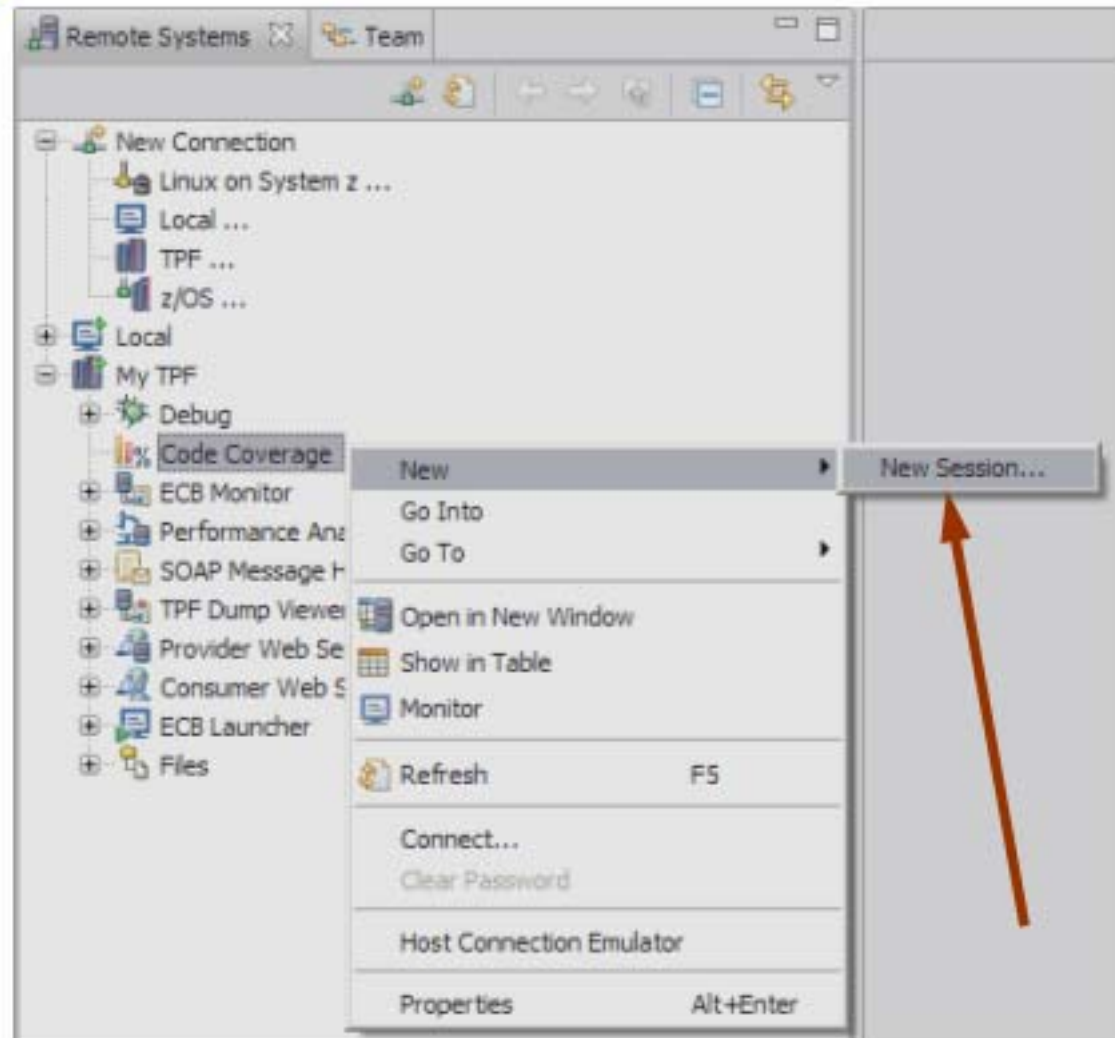 Remote Systems Team
New Connection
Linux on System z ...
Local ...
TPF ...
z/OS ...
Local
My TPF
Debug
Code Coverage
ECB Monitor
Performance Ana
SOAP Message H
TPF Dump Viewer
Provider Web Se
Consumer Web S
ECB Launcher
Files
New
Go Into
Go To
Open in New Window
Show in Table
Monitor
Refresh F5
Connect...
Clear Password
Host Connection Emulator
Properties Alt+Enter
New Session...